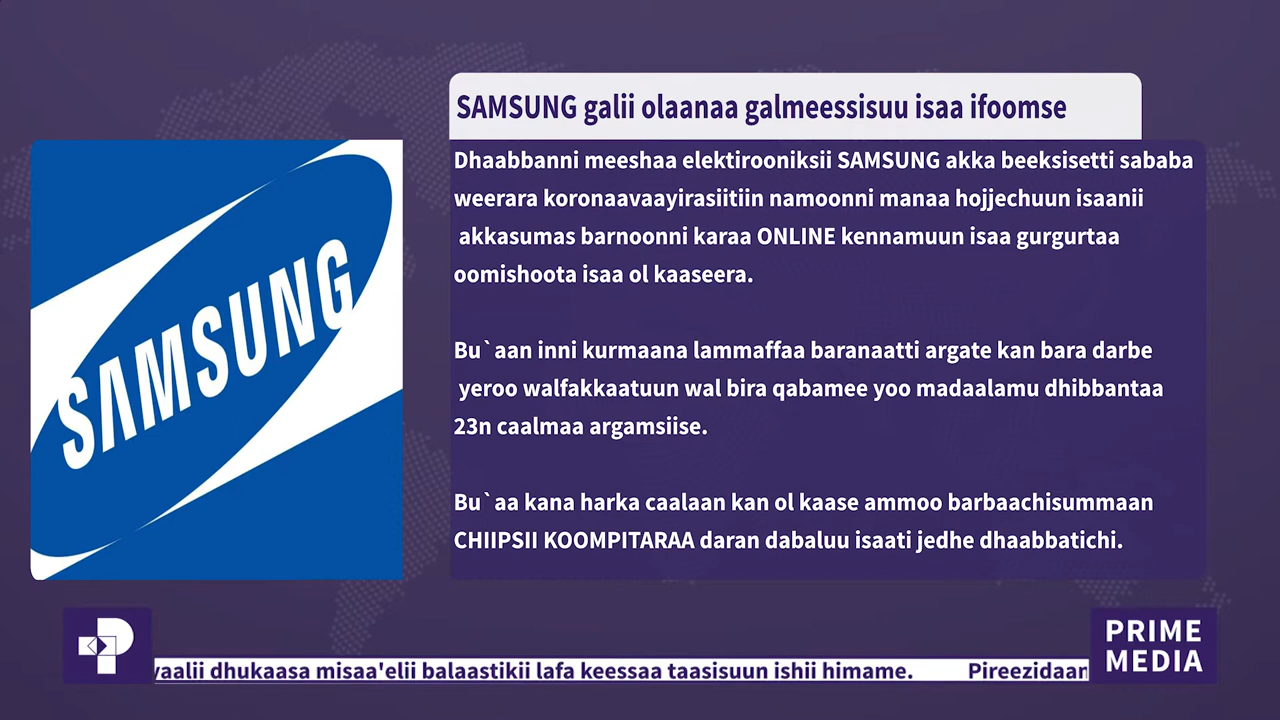 SAMSUNG galii olaanaa galmeessisuu isaa ifoomse
Dhaabbanni meeshaa elektirooniksii SAMSUNG akka beeksisetti sababa
weerara koronaavaayirasiitiin namoonni manaa hojjechuun isaanii
akkasumas barnoonni karaa ONLINE kennamuun isaa gurgurtaa
oomishoota isaa ol kaaseera.
Bu`aan inni kurmaana lammaffaa baranaatti argate kan bara darbe
yeroo walfakkaatuun wal bira qabamee yoo madaalamu dhibbantaa
23n caalmaa argamsiise.
Bu`aa kana harka caalaan kan ol kaase ammoo barbaachisummaan
CHIIPSII KOOMPITARAA daran dabaluu isaati jedhe dhaabbatichi.
SAMSUNG
PRIME
MEDIA
dhukaasa misaa'elii balaastikii lafa keessaa taasisuun ishii himame. Pireezidaan